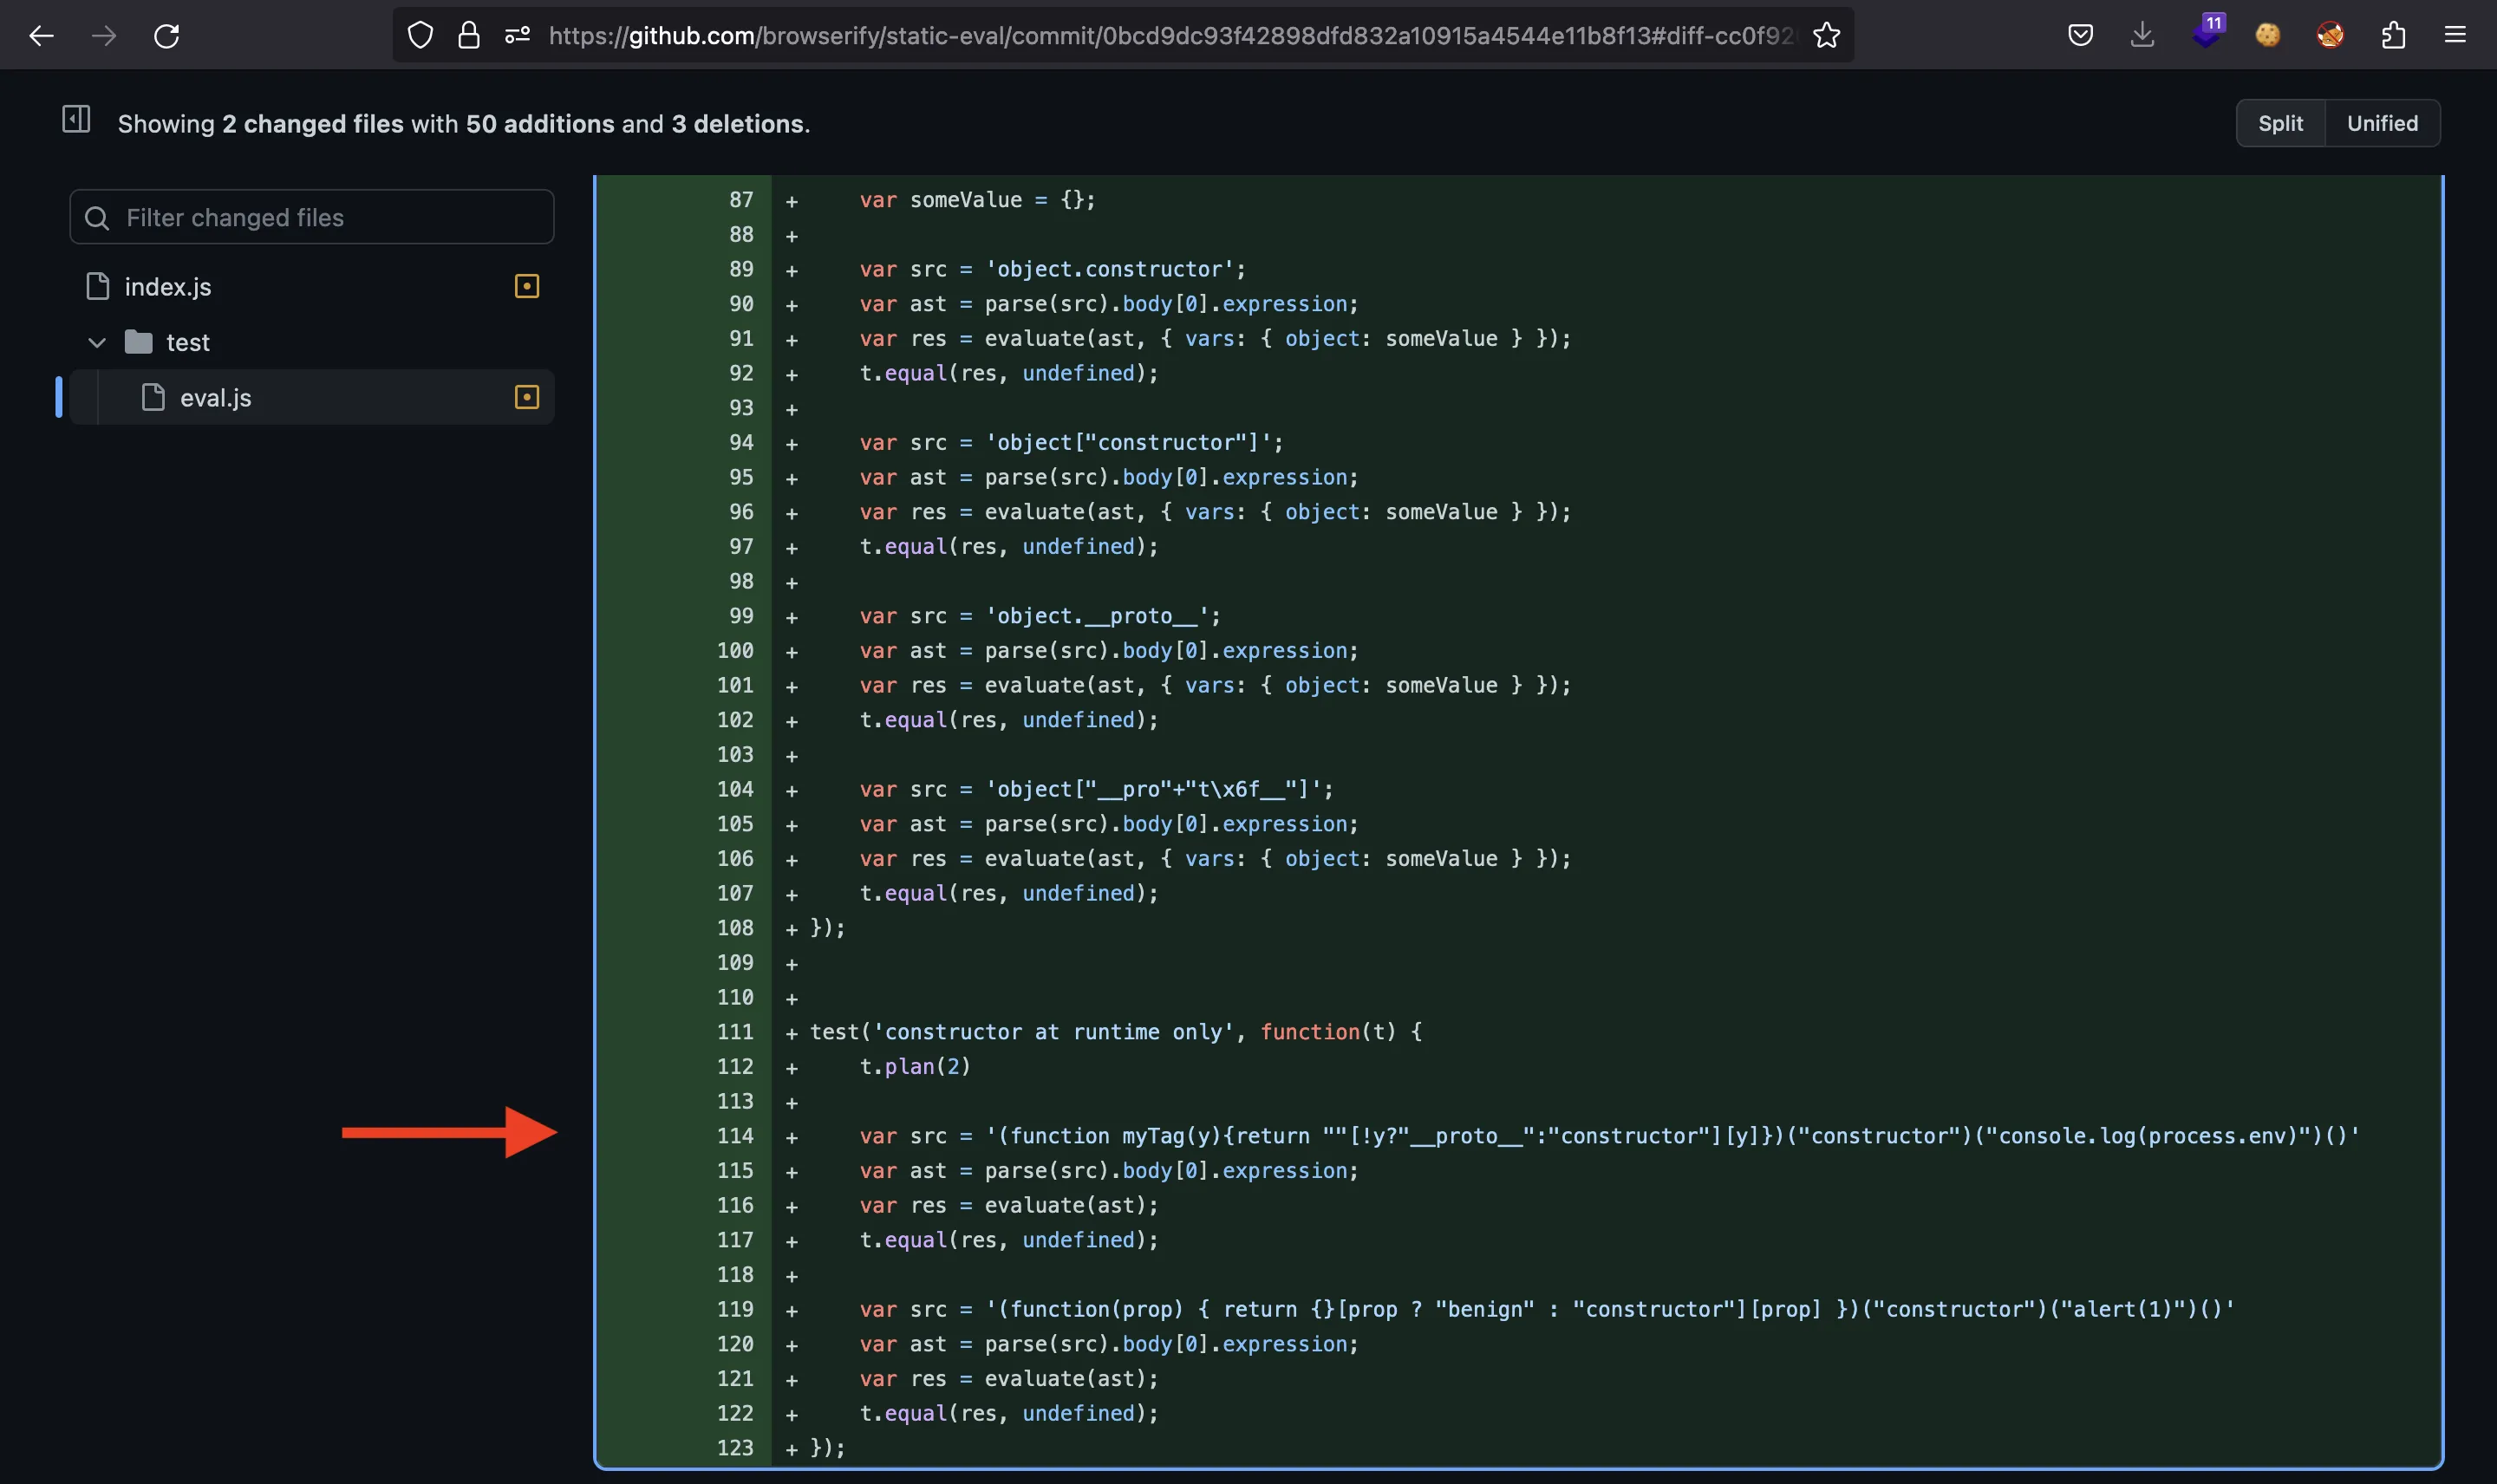 11
https://github.com/browserify/static-eval/commit/0bcd9dc93f42898dfd832a10915a4544e11b8f13#diff-cc0f92
Showing 2 changed files with 50 additions and 3 deletions.
Split
Unified
Filter changed files
index.js
test
eval.js
87 + var someValue = {};
88 +
89 + var src = 'object.constructor';
90 + var ast = parse(src).body[0].expression;
91 + var res = evaluate(ast, { vars: { object: someValue } });
92 + t.equal(res, undefined);
93 +
94 + var src = 'object["constructor"]';
95 + var ast = parse(src).body[0].expression;
96 + var res = evaluate(ast, { vars: { object: someValue } });
97 + t.equal(res, undefined);
98 +
99 + var src = 'object.__proto__';
100 + var ast = parse(src).body[0].expression;
101 + var res = evaluate(ast, { vars: { object: someValue } });
102 + t.equal(res, undefined);
103 +
104 + var src = 'object["__pro"+"t\x6f__"]';
105 + var ast = parse(src).body[0].expression;
106 + var res = evaluate(ast, { vars: { object: someValue } });
107 + t.equal(res, undefined);
108 + });
109 +
110 +
111 + test('constructor at runtime only', function(t) {
112 + t.plan(2)
113 +
114 + var src = '(function myTag(y){return ""[!y?"__proto__":"constructor"][y]})("constructor")("console.log(process.env)")()'
115 + var ast = parse(src).body[0].expression;
116 + var res = evaluate(ast);
117 + t.equal(res, undefined);
118 +
119 + var src = '(function(prop) { return {}[prop ? "benign" : "constructor"][prop] })("constructor")("alert(1)")()'
120 + var ast = parse(src).body[0].expression;
121 + var res = evaluate(ast);
122 + t.equal(res, undefined);
123 + });